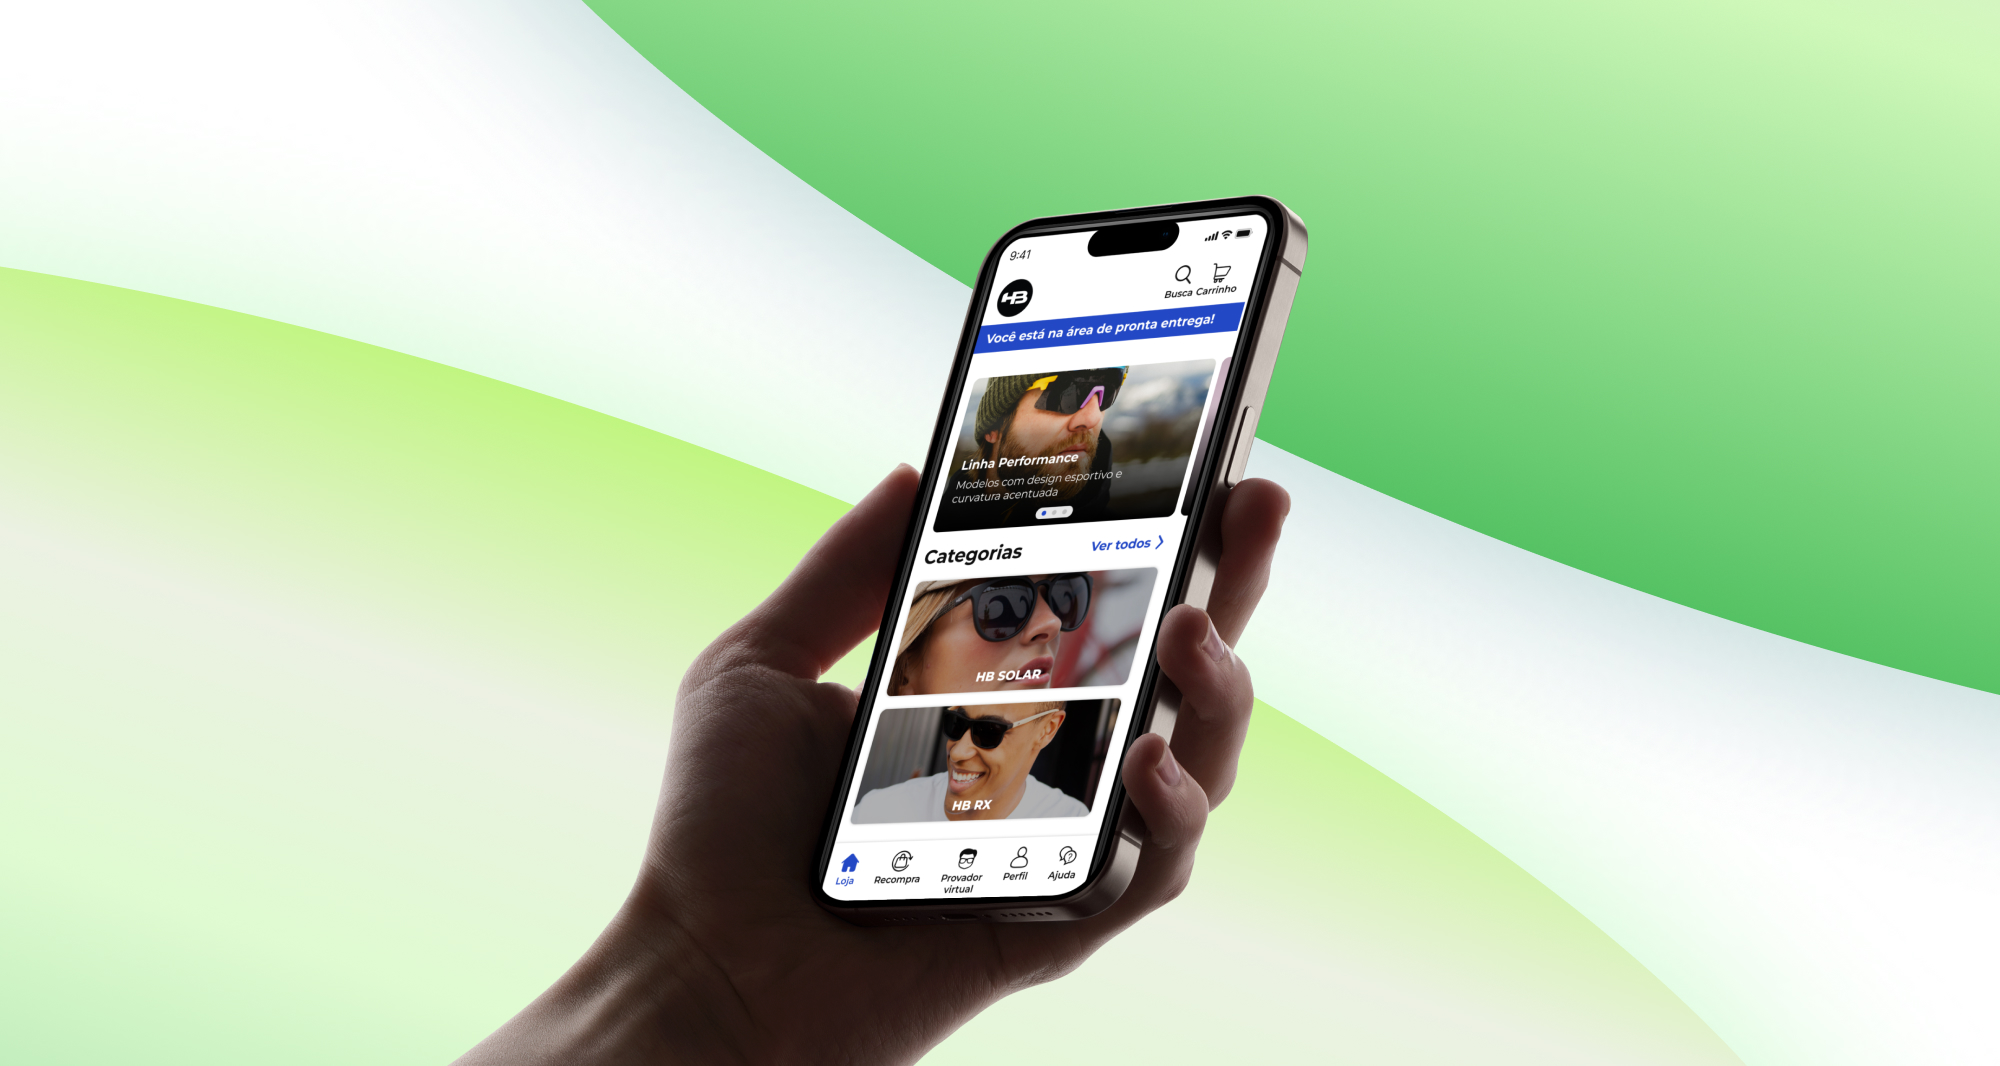 9:41
HB
Busca Carrinho
Você está na área de pronta entrega!
Linha Performance
Modelos com design esportivo e
curvatura acentuada
Categorias
Ver todos
HB SOLAR
HB RX
Loja
Recompra
Provador
virtual
Perfil
Ajuda